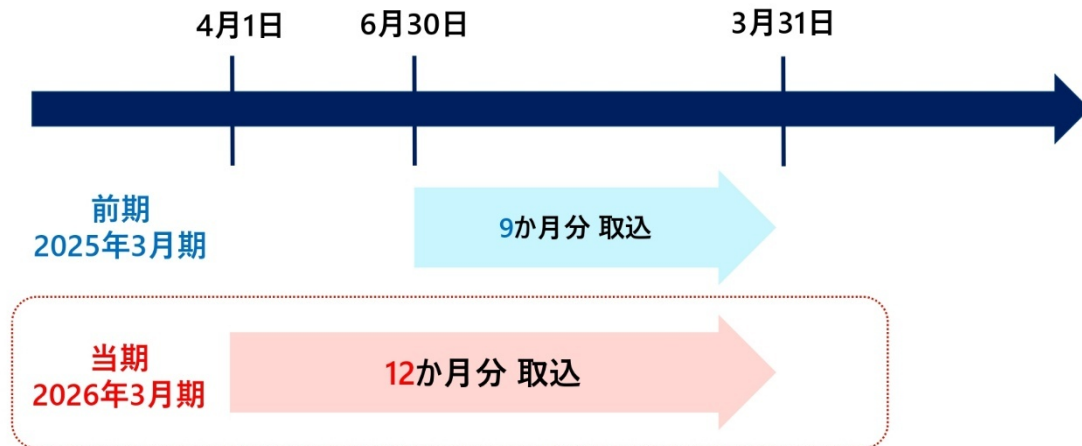 4月1日 6月30日 3月31日
前期
2025年3月期
9か月分 取込
当期
2026年3月期
12か月分 取込